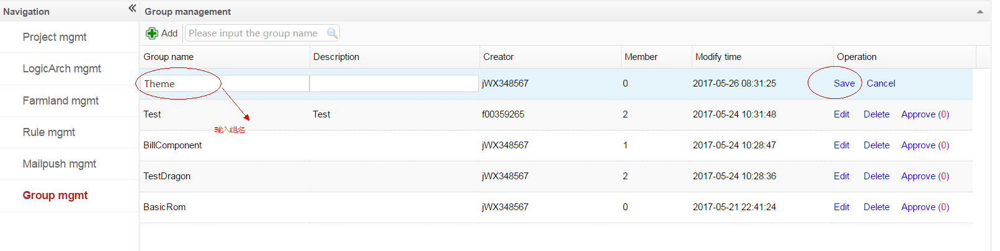 Navigation
Group management
Project mgmt
LogicArch mgmt
Farmland mgmt
Rule mgmt
Mailpush mgmt
Group mgmt
Add Please input the group name
Group name Description Creator Member Modify time Operation
Theme jWX348567 0 2017-05-26 08:31:25 Save Cancel
Test Test f00359265 2 2017-05-24 10:31:48 Edit Delete Approve (0)
输入组名
BillComponent jWX348567 1 2017-05-24 10:28:47 Edit Delete Approve (0)
TestDragon jWX348567 2 2017-05-24 10:28:36 Edit Delete Approve (0)
BasicRom jWX348567 0 2017-05-21 22:41:24 Edit Delete Approve (0)